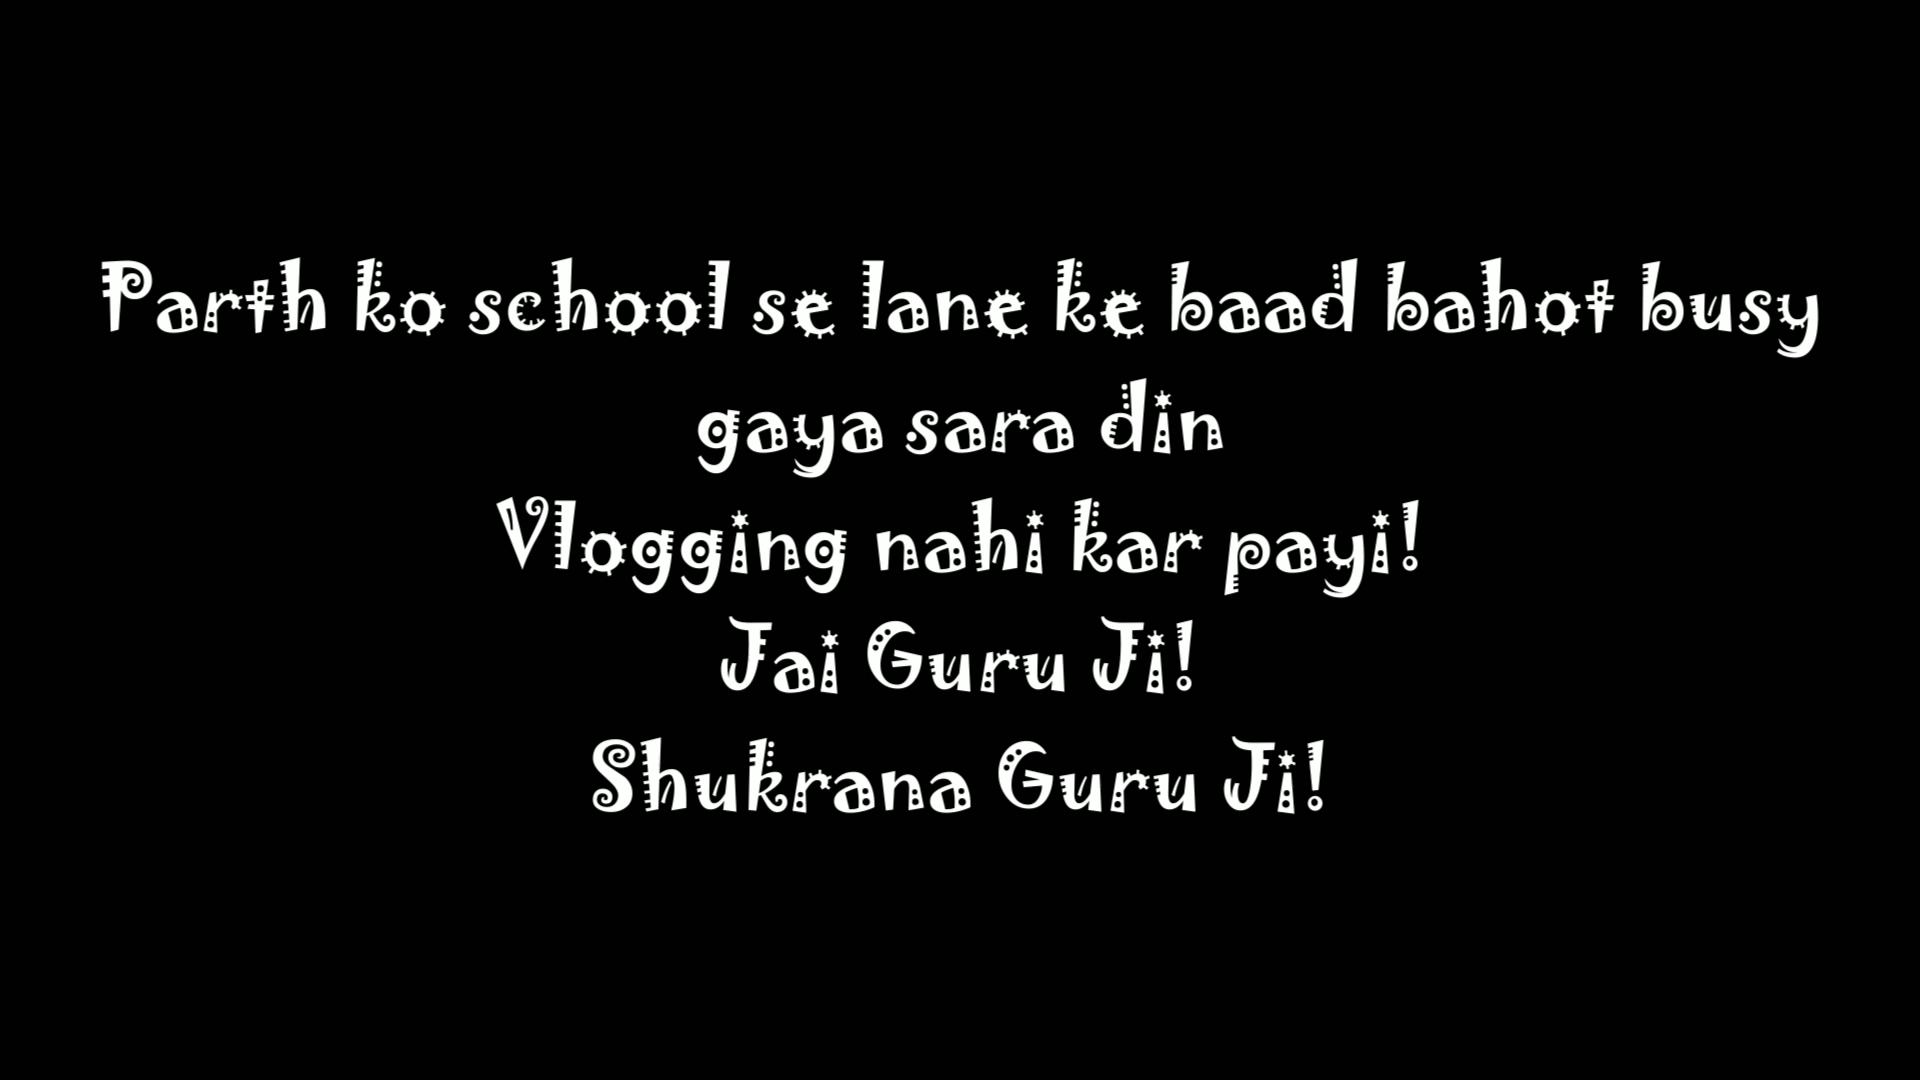 Parth ko school se lane ke baad bahot busy
gaya sara din
Vlogging nahi kar payi!
Jai Guru Ji!
Shukrana Guru Ji!